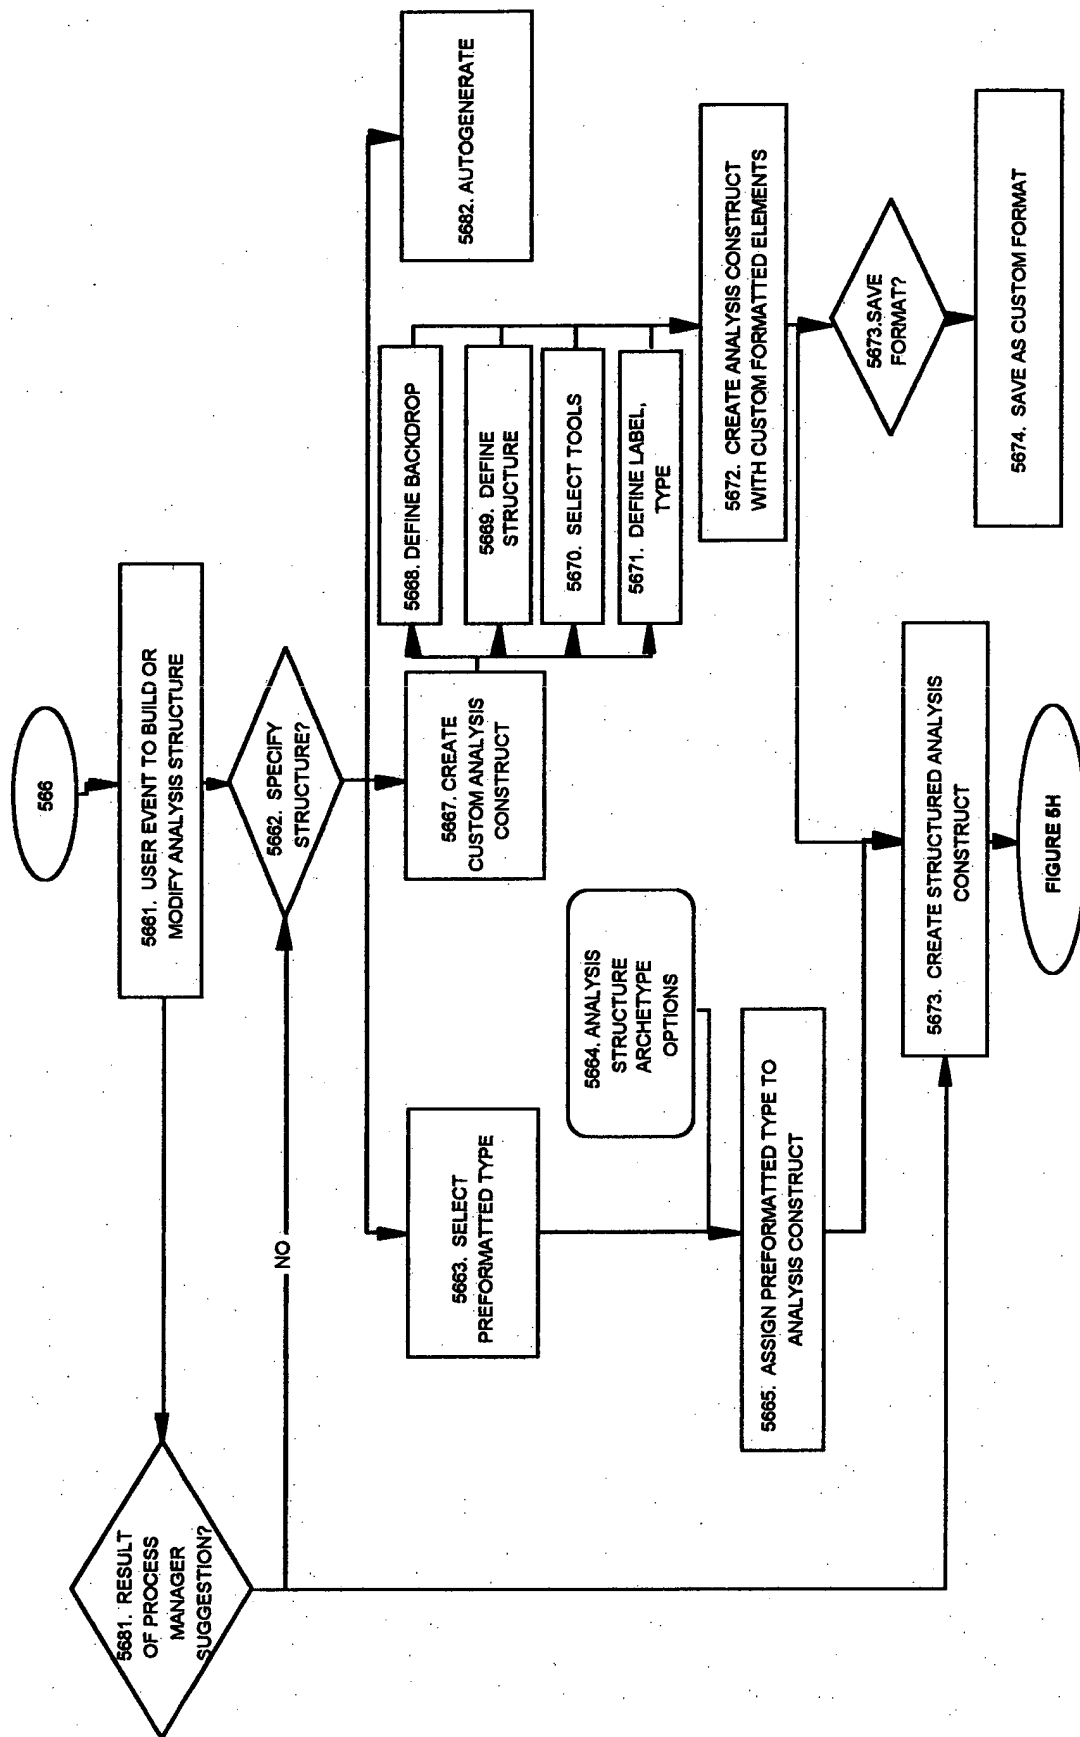 566
5661. USER EVENT TO BUILD OR
MODIFY ANALYSIS STRUCTURE
5681. RESULT
OF PROCESS
MANAGER
SUGGESTION?
NO
5662. SPECIFY
STRUCTURE?
5663. SELECT
PREFORMATTED TYPE
5667. CREATE
CUSTOM ANALYSIS
CONSTRUCT
5682. AUTOGENERATE
5668. DEFINE BACKDROP
5669. DEFINE
STRUCTURE
5670. SELECT TOOLS
5671. DEFINE LABEL,
TYPE
5664. ANALYSIS
STRUCTURE
ARCHETYPE
OPTIONS
5665. ASSIGN PREFORMATTED TYPE TO
ANALYSIS CONSTRUCT
5672. CREATE ANALYSIS CONSTRUCT
WITH CUSTOM FORMATTED ELEMENTS
5673.SAVE
FORMAT?
5674. SAVE AS CUSTOM FORMAT
5673. CREATE STRUCTURED ANALYSIS
CONSTRUCT
FIGURE 5H